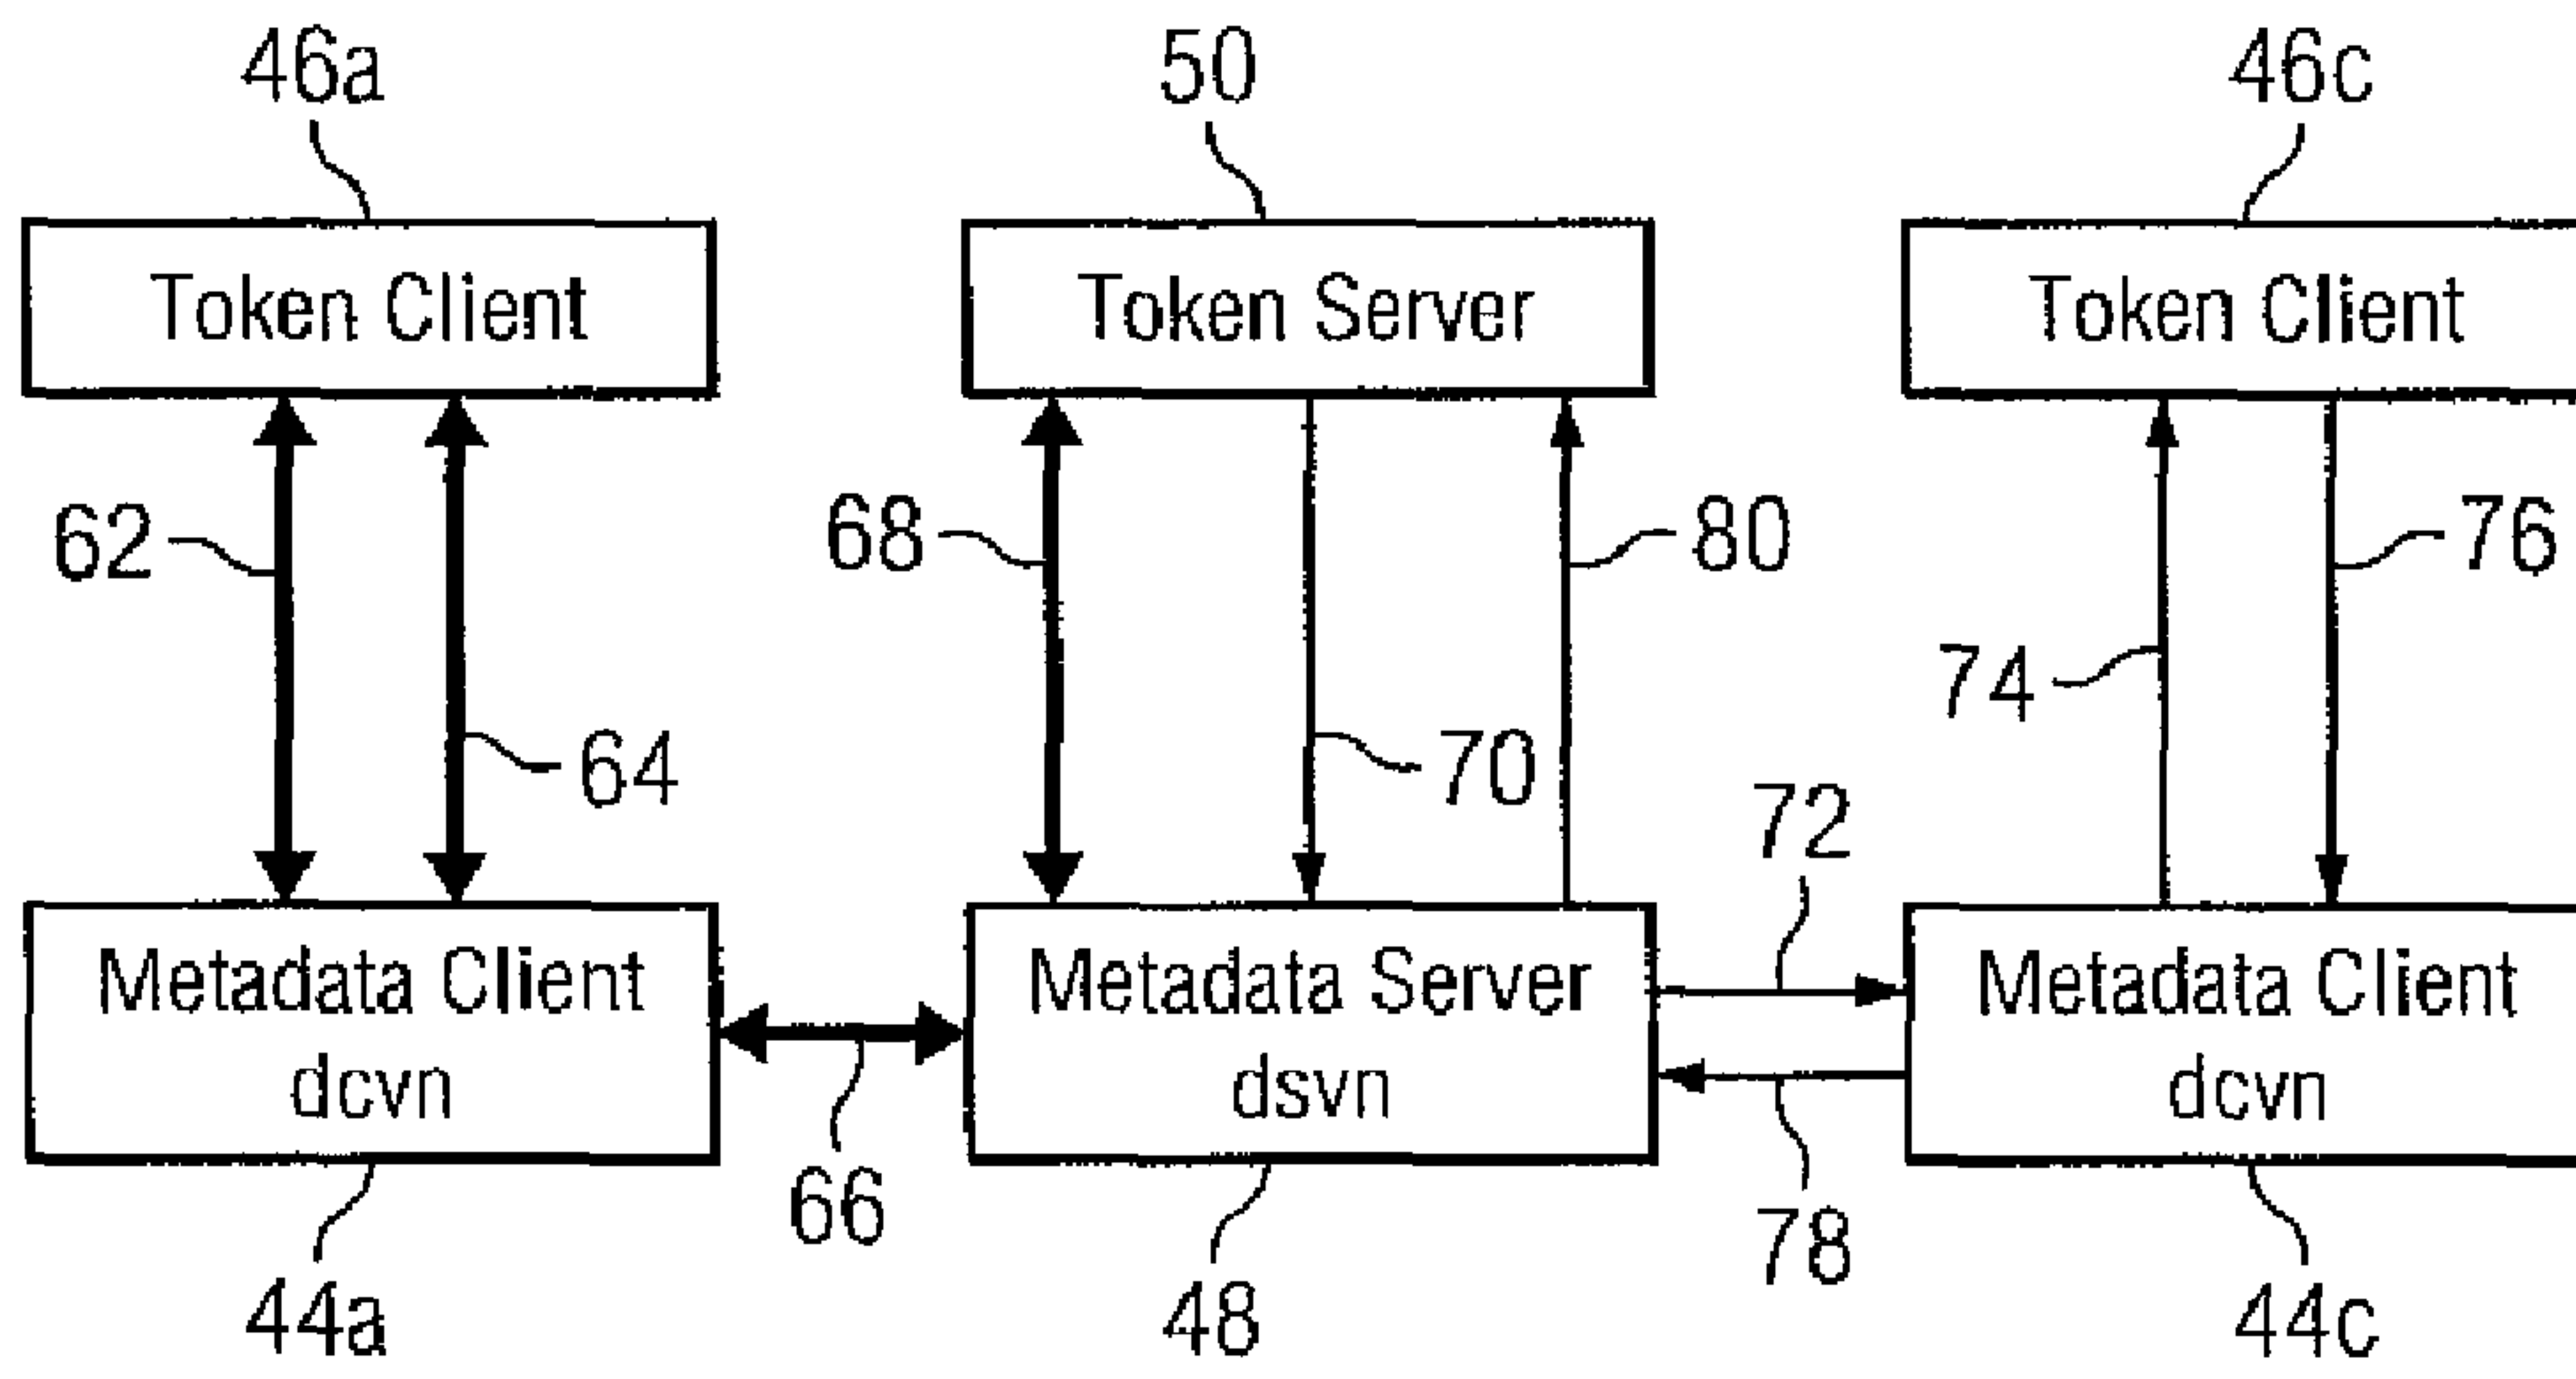 46a
50
46c
Token Client
Token Server
Token Client
62
64
68
70
80
74
76
72
Metadata Client
dcvn
Metadata Server
dsvn
Metadata Client
dcvn
66
78
44a
48
44c